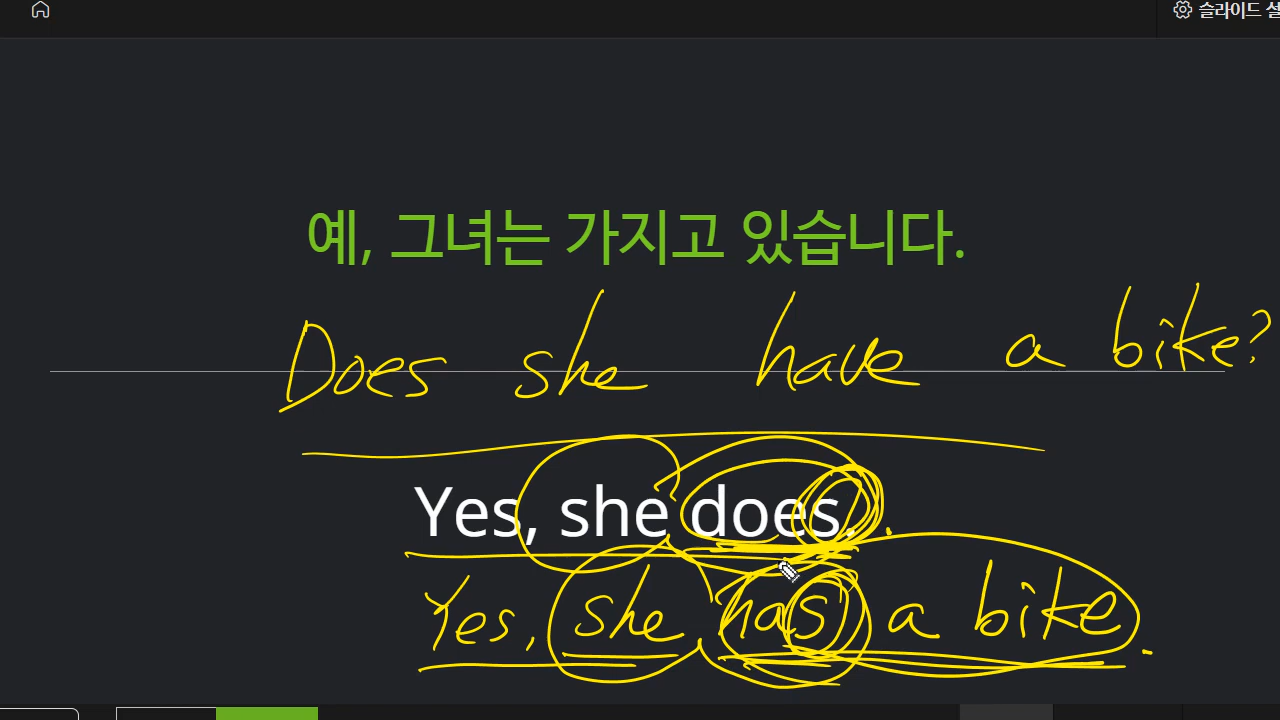 슬라이드 설
예, 그녀는 가지고 있습니다.
Does she have a bike?
Yes, she does.
Yes, she has a bike.